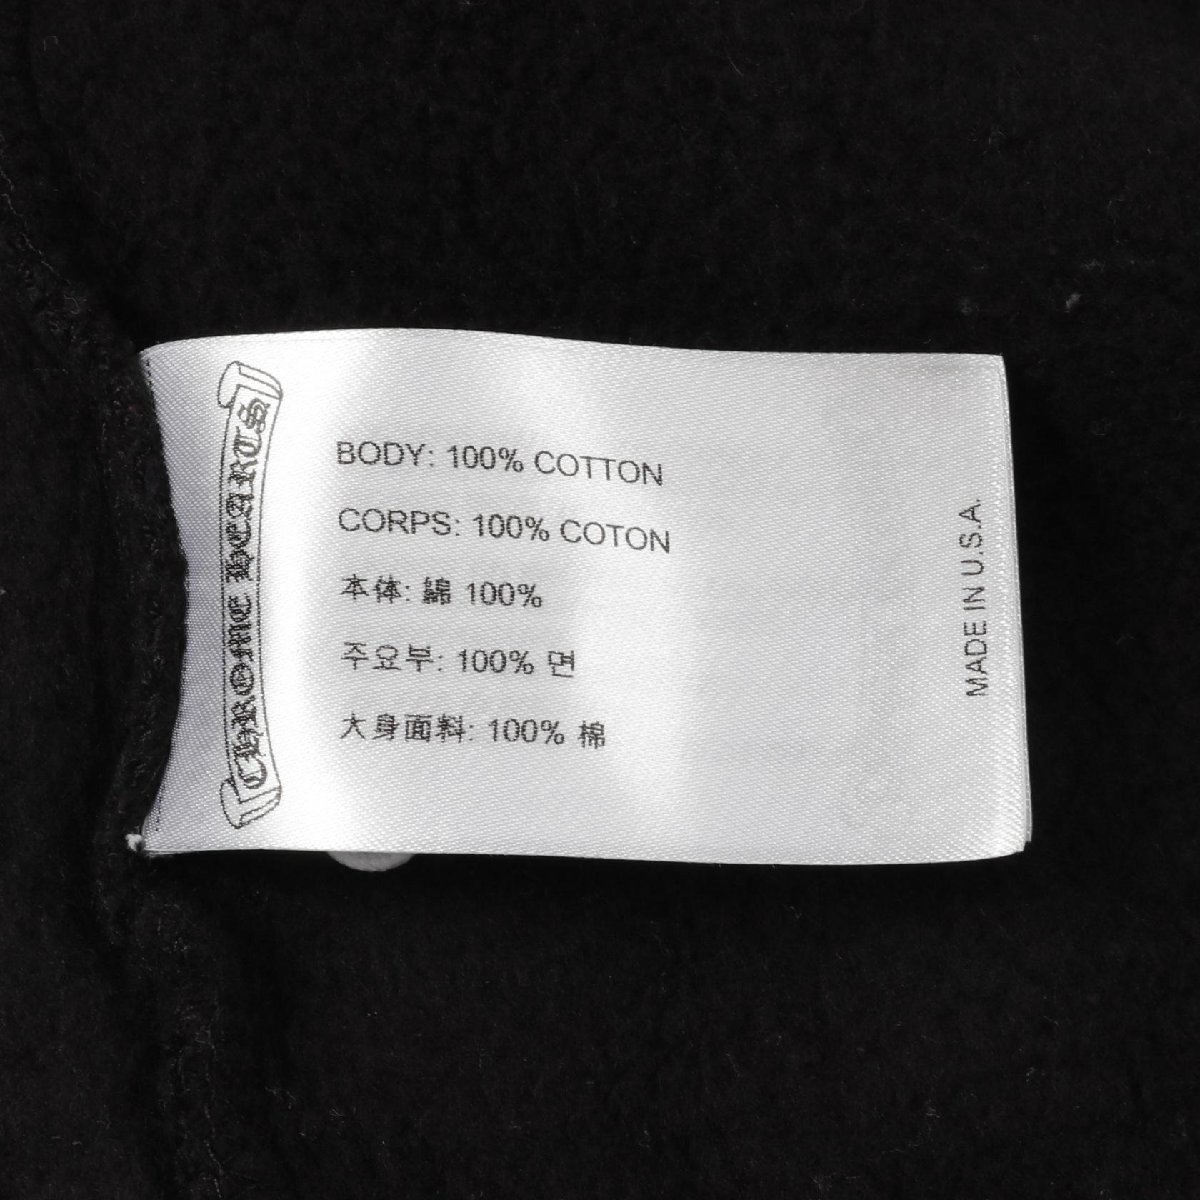 CHROME HEARTS
BODY: 100% COTTON
CORPS: 100% COTON
本体: 綿 100%
주요부: 100% 면
大身面料: 100% 棉
MADE IN U.S.A.